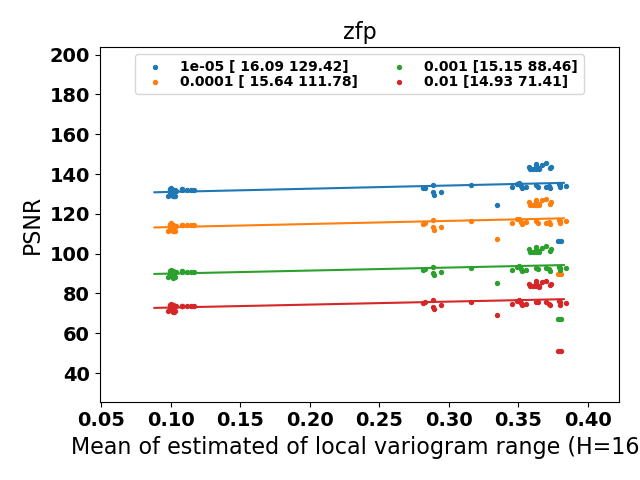 zfp
1e-05 [ 16.09 129.42]
0.0001 [ 15.64 111.78]
0.001 [15.15 88.46]
0.01 [14.93 71.41]
PSNR
200
180
160
140
120
100
80
60
40
0.05 0.10 0.15 0.20 0.25 0.30 0.35 0.40
Mean of estimated of local variogram range (H=16